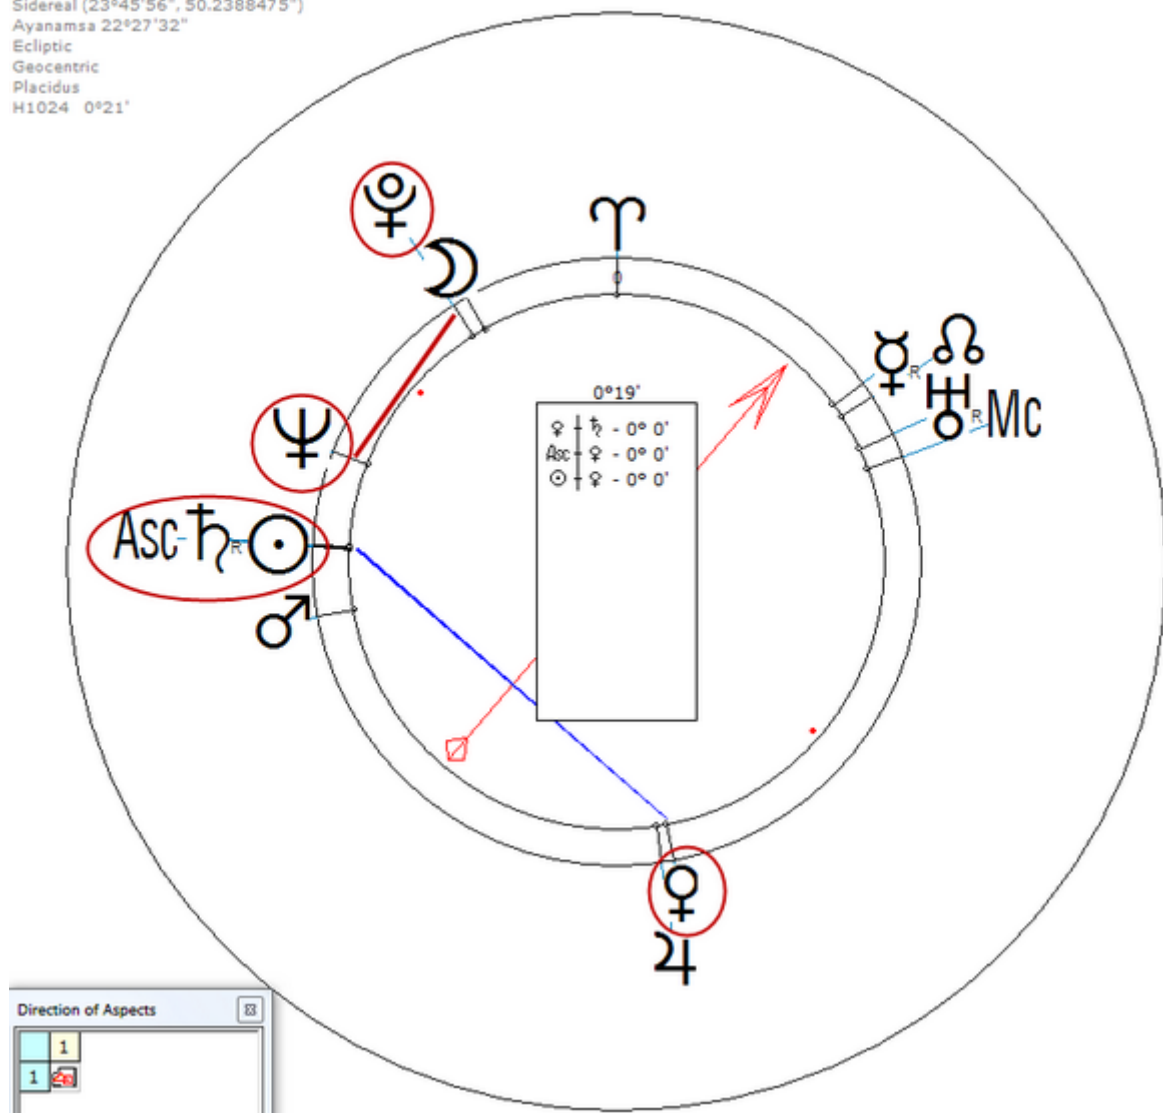 Sidereal (23°45'56", 50.2388475")
Ayanamsa 22°27'32"
Ecliptic
Geocentric
Placidus
H1024 0°21'
♇
☽
♈
0
☿ R ☊
♅ R Mc
♆
Asc ♄ R ☉
♂
0°19'
♀ ♄ - 0° 0'
Asc ♀ - 0° 0'
☉ ♀ - 0° 0'
♀
♃
Direction of Aspects
1
1